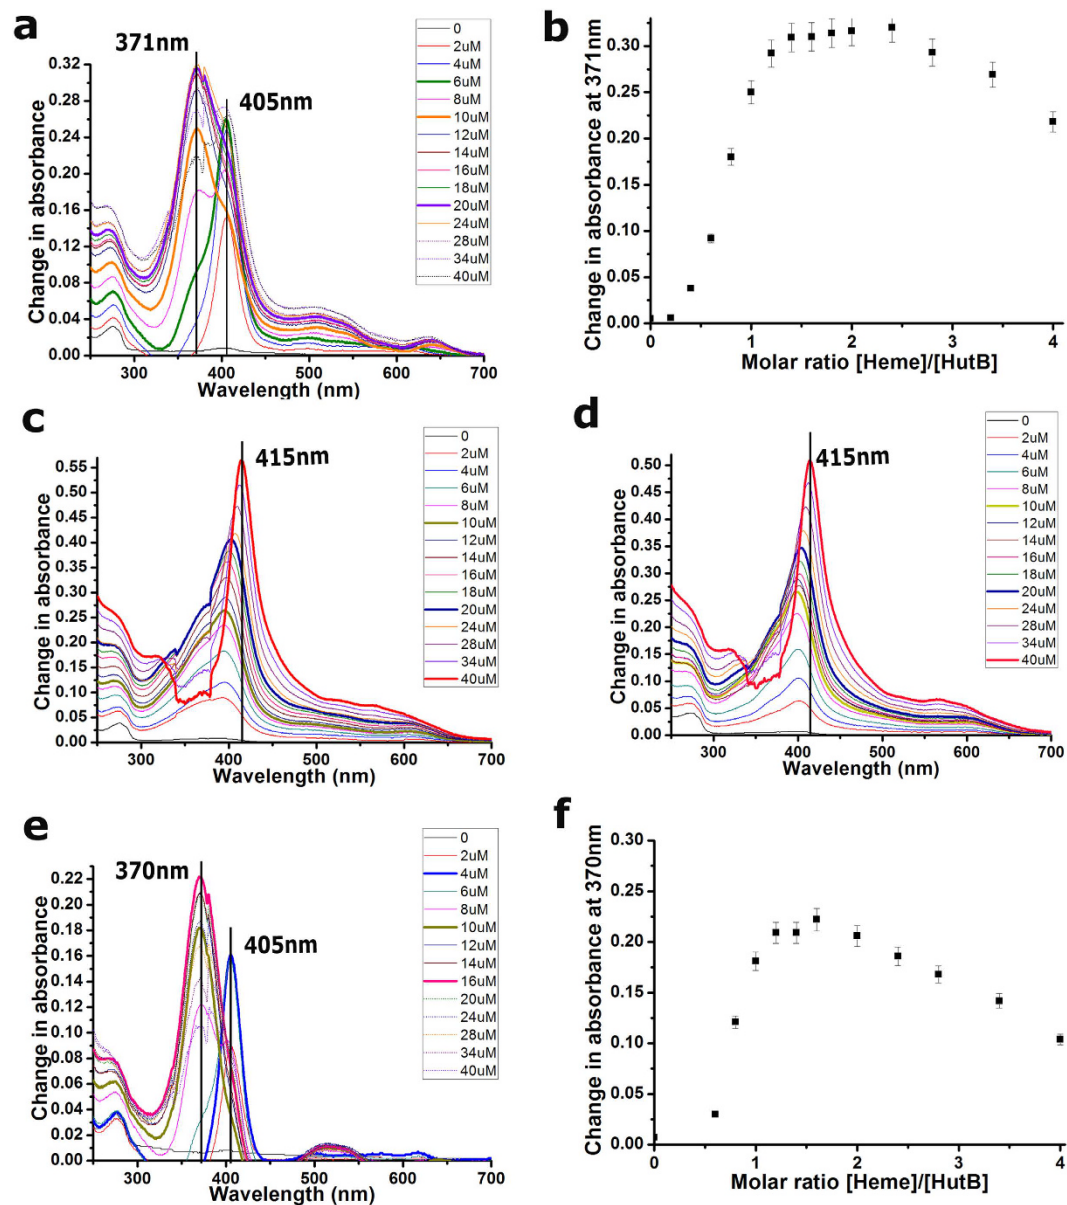 a
371nm
405nm
0.32
0.28
0.24
0.20
0.16
0.12
0.08
0.04
0.00
Change in absorbance
300
400
500
600
700
Wavelength (nm)
0
2uM
4uM
6uM
8uM
10uM
12uM
14uM
16uM
18uM
20uM
24uM
28uM
34uM
40uM
b
0.30
0.25
0.20
0.15
0.10
0.05
0.00
Change in absorbance at 371nm
0
1
2
3
4
Molar ratio [Heme]/[HutB]
c
415nm
0.55
0.50
0.45
0.40
0.35
0.30
0.25
0.20
0.15
0.10
0.05
0.00
Change in absorbance
300
400
500
600
700
Wavelength (nm)
0
2uM
4uM
6uM
8uM
10uM
12uM
14uM
16uM
18uM
20uM
24uM
28uM
34uM
40uM
d
415nm
0.50
0.45
0.40
0.35
0.30
0.25
0.20
0.15
0.10
0.05
0.00
Change in absorbance
300
400
500
600
700
Wavelength (nm)
0
2uM
4uM
6uM
8uM
10uM
12uM
14uM
16uM
18uM
20uM
24uM
28uM
34uM
40uM
e
370nm
405nm
0.22
0.20
0.18
0.16
0.14
0.12
0.10
0.08
0.06
0.04
0.02
0.00
Change in absorbance
300
400
500
600
700
Wavelength (nm)
0
2uM
4uM
6uM
8uM
10uM
12uM
14uM
16uM
20uM
24uM
28uM
34uM
40uM
f
0.30
0.25
0.20
0.15
0.10
0.05
0.00
Change in absorbance at 370nm
0
1
2
3
4
Molar ratio [Heme]/[HutB]